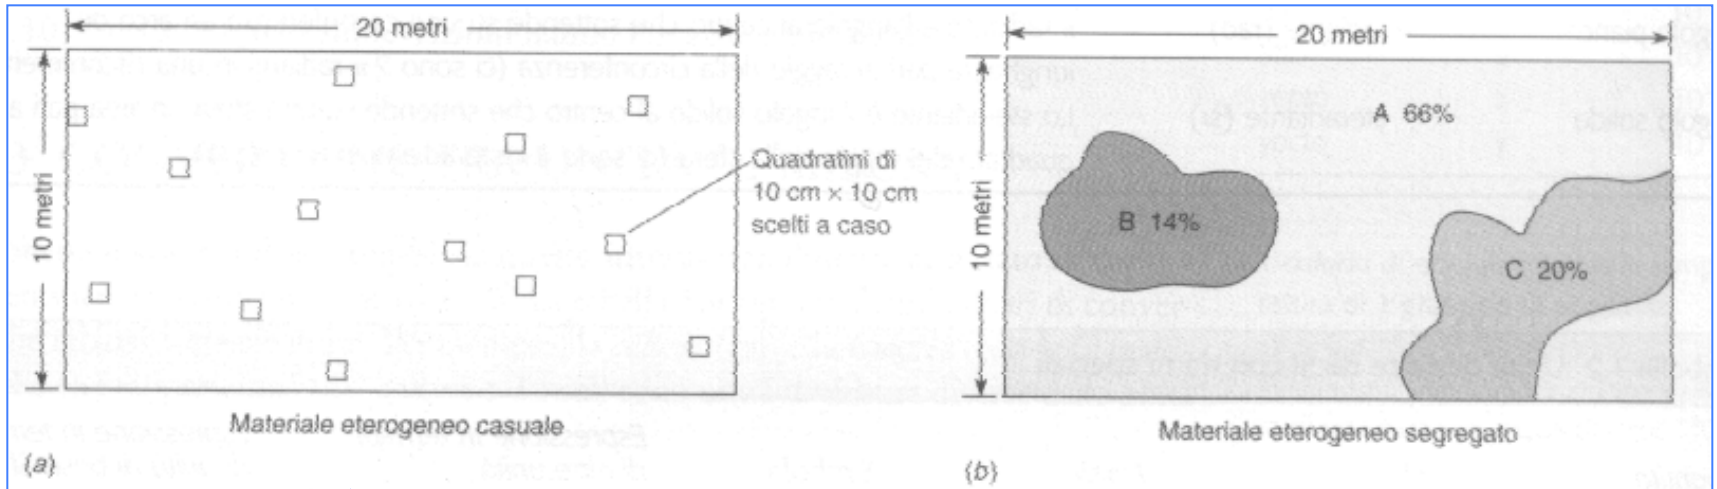 20 metri
10 metri
Quadratini di
10 cm × 10 cm
scelti a caso
Materiale eterogeneo casuale
(a)
20 metri
10 metri
A 66%
B 14%
C 20%
Materiale eterogeneo segregato
(b)